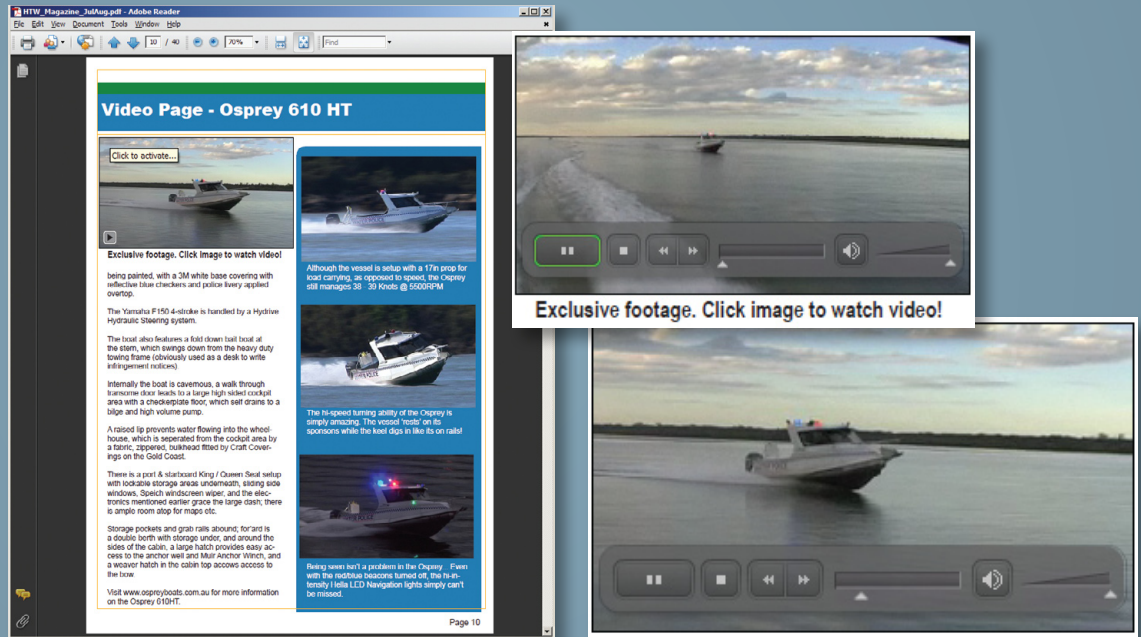 HTW_Magazine_JulAug.pdf - Adobe Reader
File Edit View Document Tools Window Help
10 / 40 70% Find
Video Page - Osprey 610 HT
Click to activate...
Exclusive footage. Click image to watch video!
being painted, with a 3M white base covering with
reflective blue checkers and police livery applied
overtop.
The Yamaha F150 4-stroke is handled by a Hydrive
Hydraulic Steering system.
The boat also features a fold down bait boat at
the stern, which swings down from the heavy duty
towing frame (obviously used as a desk to write
infringement notices)
Internally the boat is cavernous, a walk through
transome door leads to a large high sided cockpit
area with a checkerplate floor, which self drains to a
bilge and high volume pump.
A raised lip prevents water flowing into the wheel-
house, which is seperated from the cockpit area by
a fabric, zippered, bulkhead fitted by Craft Cover-
ings on the Gold Coast.
There is a port & starboard King / Queen Seat setup
with lockable storage areas underneath, sliding side
windows, Speich windscreen wiper, and the elec-
tronics mentioned earlier grace the large dash; there
is ample room atop for maps etc.
Storage pockets and grab rails abound; for'ard is
a double berth with storage under, and around the
sides of the cabin, a large hatch provides easy ac-
cess to the anchor well and Muir Anchor Winch, and
a weaver hatch in the cabin top accows access to
the bow
Visit www.ospreyboats.com.au for more information
on the Osprey 610HT.
Although the vessel is setup with a 17in prop for
load carrying, as opposed to speed, the Osprey
still manages 38 - 39 Knots @ 5500RPM
The hi-speed turning ability of the Osprey is
simply amazing. The vessel 'rests' on its
sponsons while the keel digs in like its on rails!
Being seen isn't a problem in the Osprey. Even
with the red/blue beacons turned off, the hi-in-
tensity Hella LED Navigation lights simply can't
be missed.
Page 10
Exclusive footage. Click image to watch video!